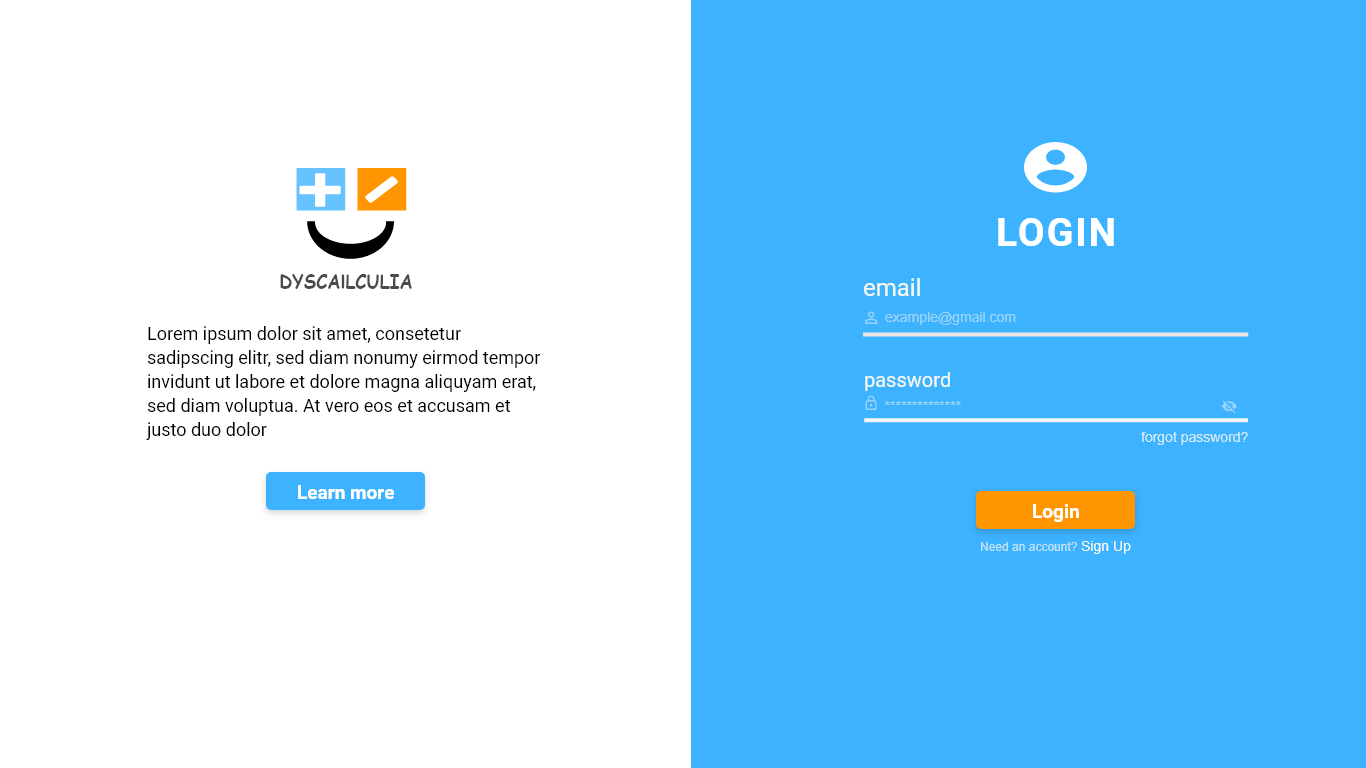 DYSCAILCULIA
Lorem ipsum dolor sit amet, consetetur
sadipscing elitr, sed diam nonumy eirmod tempor
invidunt ut labore et dolore magna aliquyam erat,
sed diam voluptua. At vero eos et accusam et
justo duo dolor
Learn more
LOGIN
email
example@gmail.com
password
**************
forgot password?
Login
Need an account? Sign Up